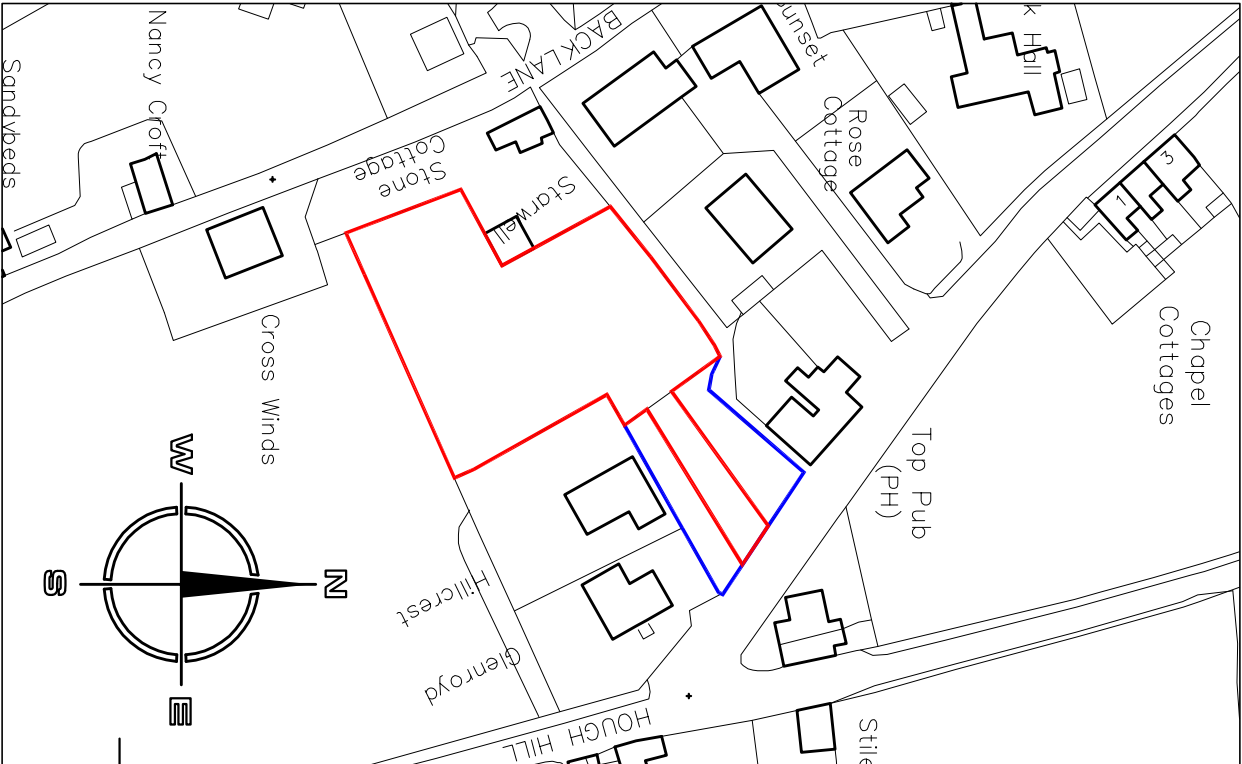 Nancy Croft
Sandybeds
BACK LANE
Sunset
k Hall
Rose
Cottage
3
1
Stone
Cottage
Starwell
Chapel
Cottages
Cross Winds
Top Pub
(PH)
W
N
S
E
Hillcrest
Glenroyd
HOUGH HILL
Stile